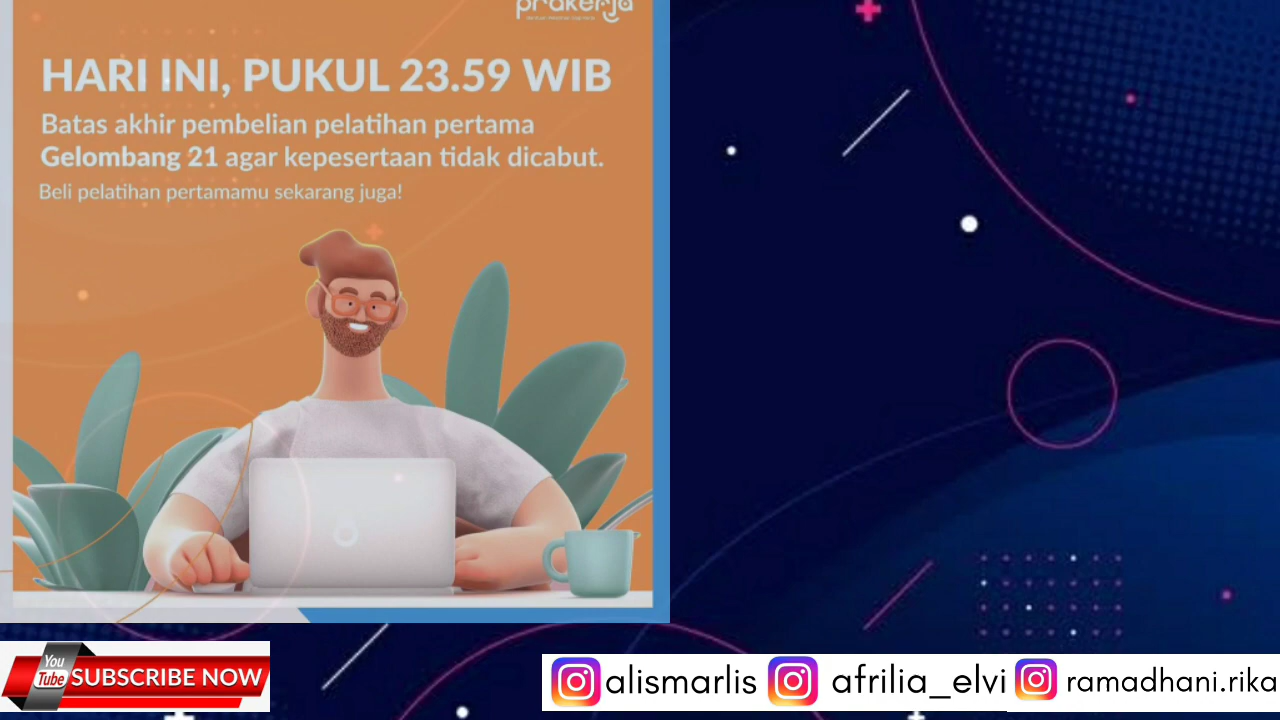 prakerja
HARI INI, PUKUL 23.59 WIB
Batas akhir pembelian pelatihan pertama
Gelombang 21 agar kepesertaan tidak dicabut.
Beli pelatihan pertamamu sekarang juga!
You
Tube
SUBSCRIBE NOW
alismarlis
afrilia_elvi
ramadhani.rika